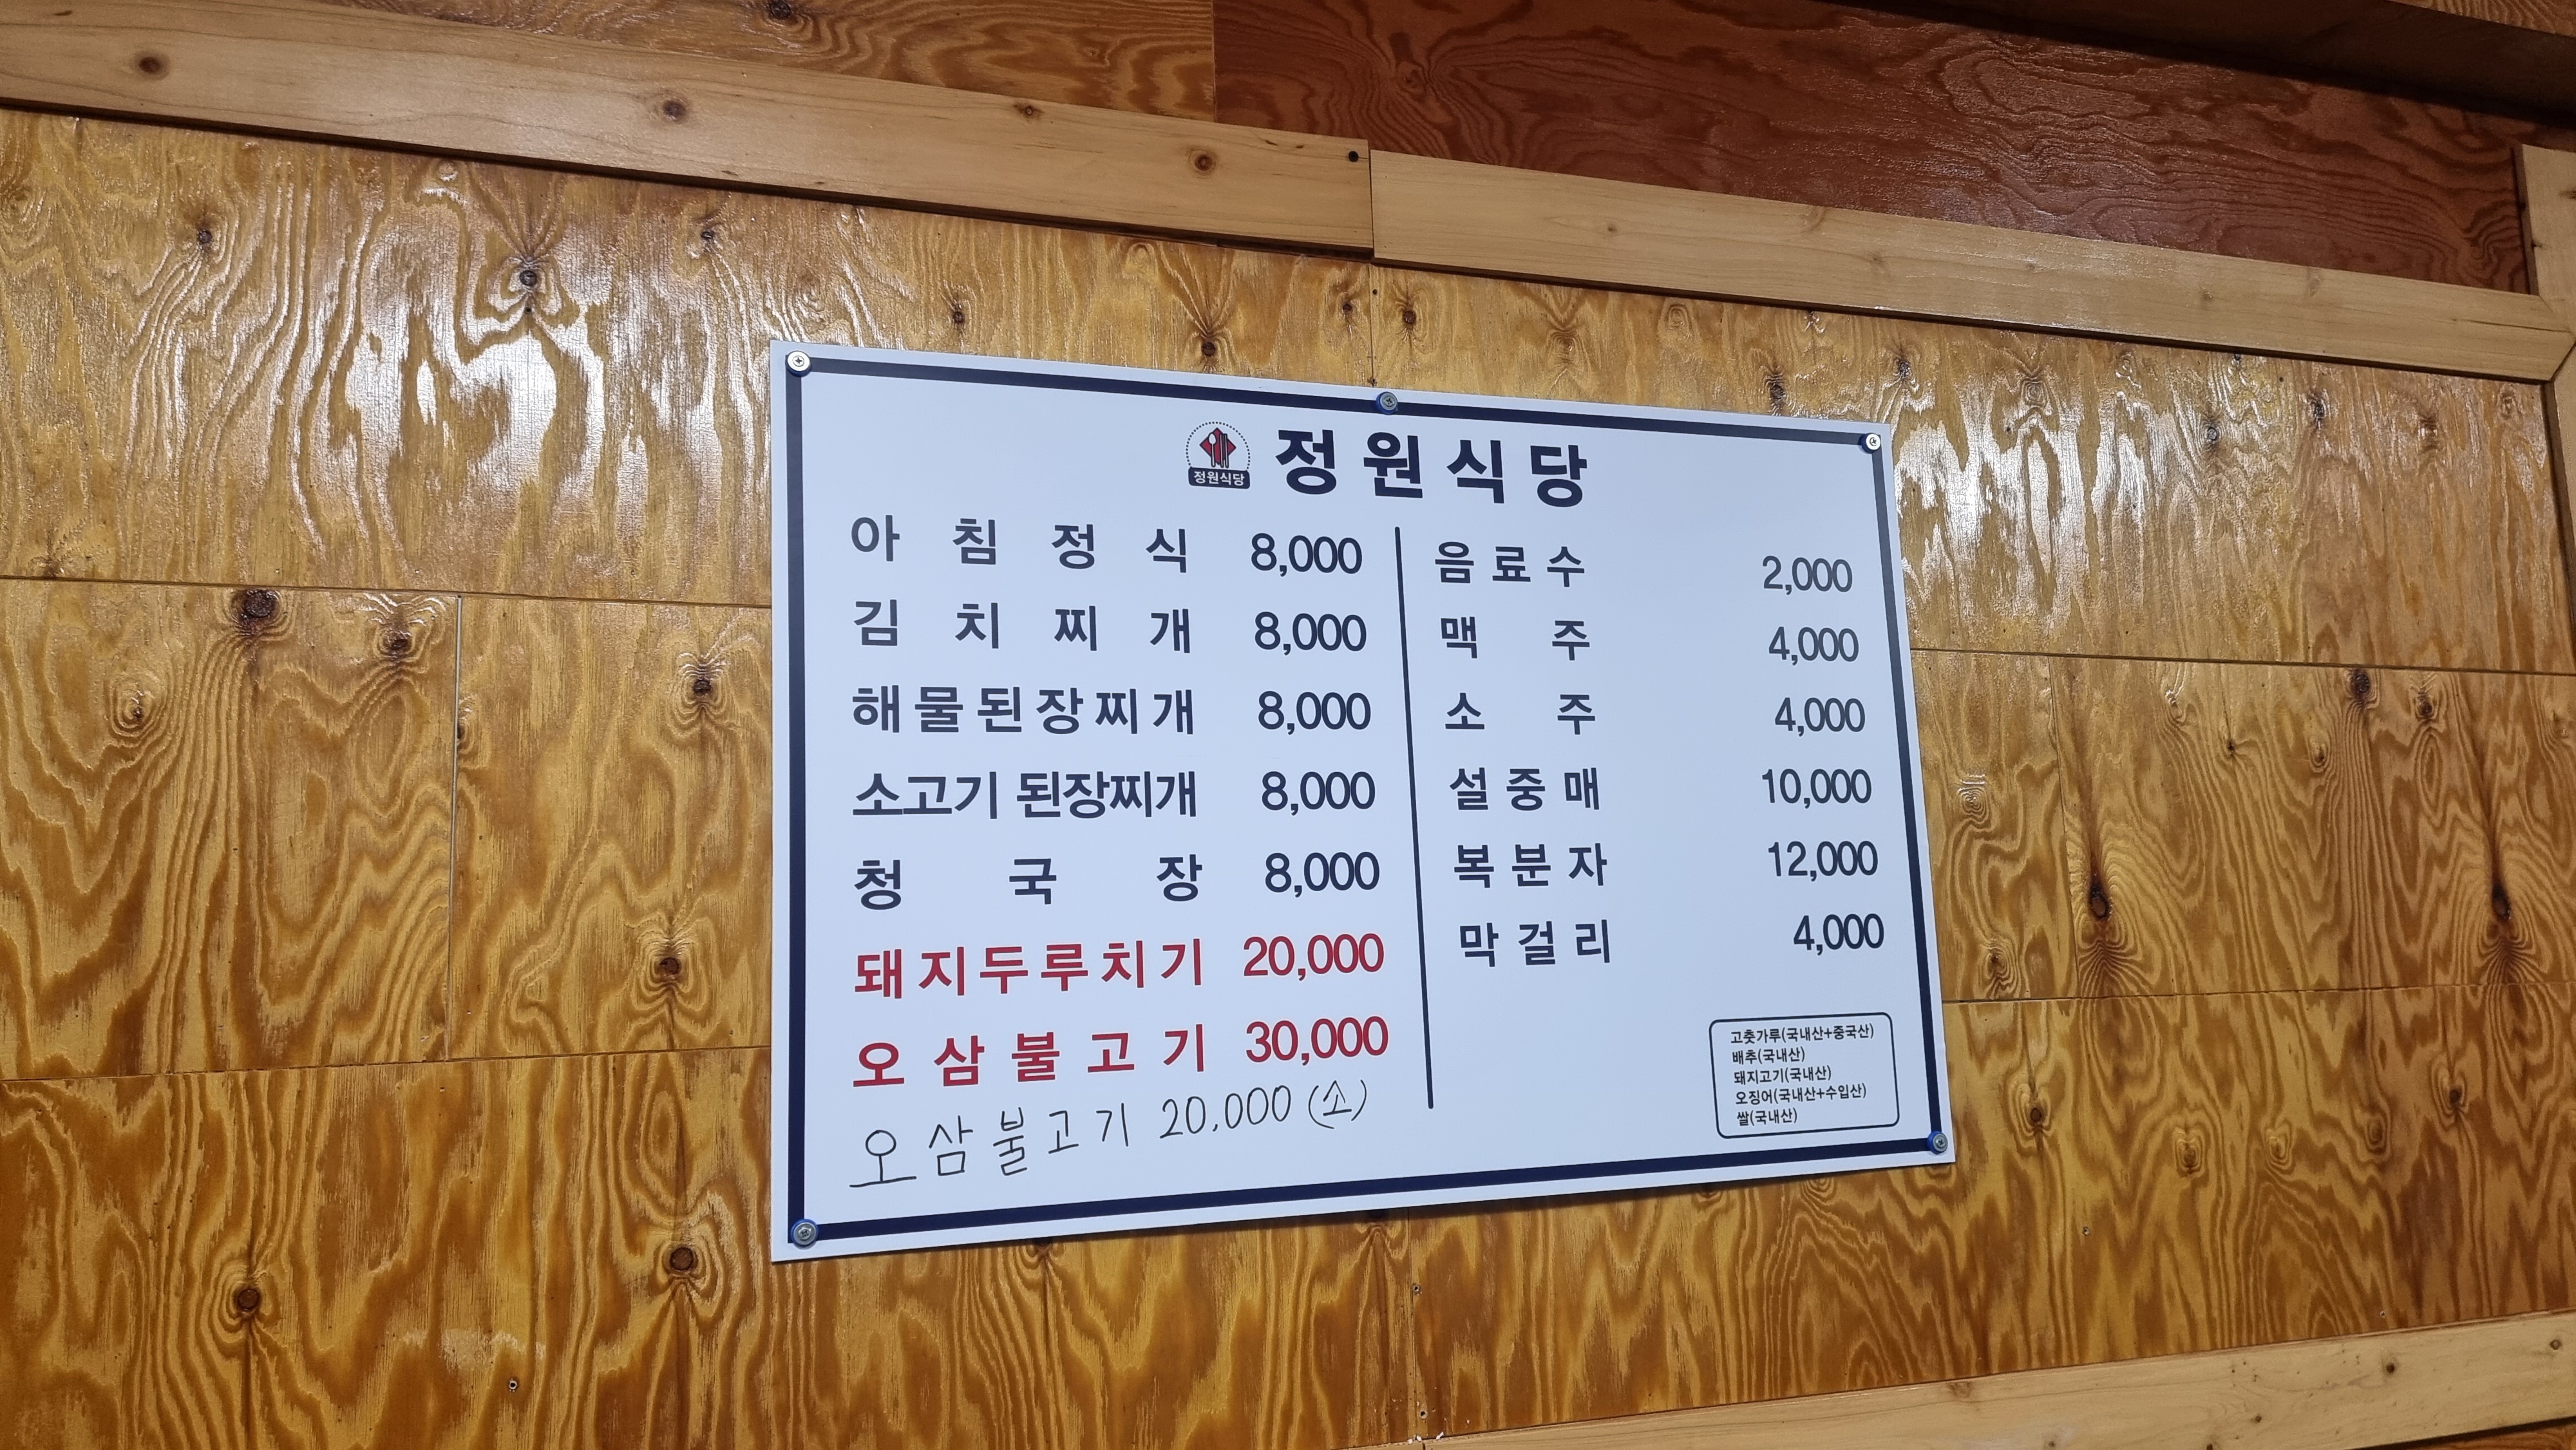 정원식당
정원식당
아침정식 8,000
김치찌개 8,000
해물된장찌개 8,000
소고기 된장찌개 8,000
청국장 8,000
돼지두루치기 20,000
오삼불고기 30,000
오삼불고기 20,000 (소)
음료수 2,000
맥주 4,000
소주 4,000
설중매 10,000
복분자 12,000
막걸리 4,000
고춧가루(국내산+중국산)
배추(국내산)
돼지고기(국내산)
오징어(국내산+수입산)
쌀(국내산)